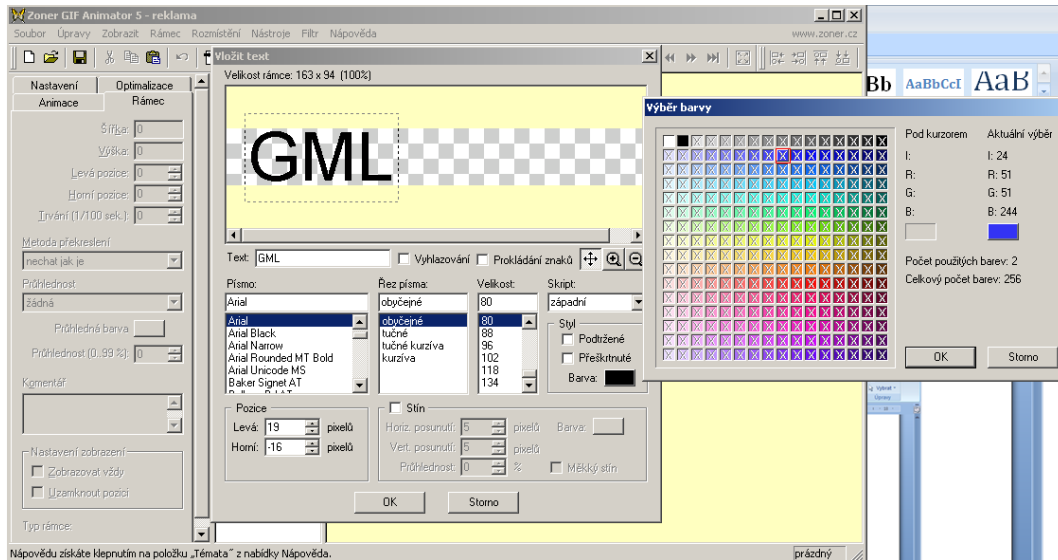 Zoner GIF Animator 5 - reklama
Soubor Úpravy Zobrazit Rámec Rozmístění Nástroje Filtr Nápověda
www.zoner.cz
Nastavení Optimalizace
Animace Rámec
Šířka: 0
Výška: 0
Levá pozice: 0
Horní pozice: 0
Trvání (1/100 sek.): 0
Metoda překreslení
nechat jak je
Průhlednost
žádná
Průhledná barva
Průhlednost (0..99 %): 0
Komentář
Nastavení zobrazení
Zobrazovat vždy
Uzamknout pozici
Typ rámce:
Nápovědu získáte klepnutím na položku „Témata" z nabídky Nápověda.
prázdný
Vložit text
Velikost rámce: 163 x 94 (100%)
GML
Text: GML
Vyhlazování
Prokládání znaků
Písmo: Řez písma: Velikost: Skript:
Arial obyčejné 80 západní
Arial obyčejné 80
Arial Black tučné 88
Arial Narrow tučné kurzíva 96
Arial Rounded MT Bold kurzíva 102
Arial Unicode MS 118
Baker Signet AT 134
Styl
Podtržené
Přeškrtnuté
Barva:
Pozice
Levá: 19 pixelů
Horní: -16 pixelů
Stín
Horiz. posunutí: 5 pixelů Barva:
Vert. posunutí: 5 pixelů
Průhlednost: 0 % Měkký stín
OK Storno
Bb AaBbCcI AaB
Výběr barvy
Pod kurzorem Aktuální výběr
I: I: 24
R: R: 51
G: G: 51
B: B: 244
Počet použitých barev: 2
Celkový počet barev: 256
OK Storno
Vybrat
Úpravy